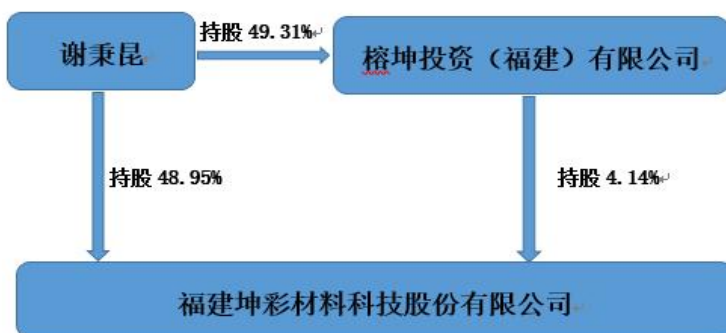 持股 49.31%
谢秉昆
榕坤投资（福建）有限公司
持股 48.95%
持股 4.14%
福建坤彩材料科技股份有限公司